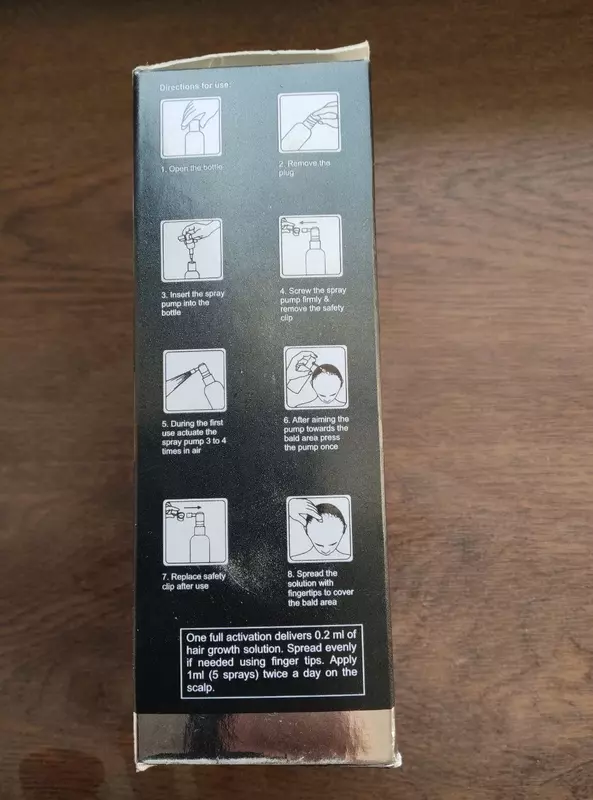 Directions for use:
1. Open the bottle
2. Remove the
plug
3. Insert the spray
pump into the
bottle
4. Screw the spray
pump firmly &
remove the safety
clip
5. During the first
use actuate the
spray pump 3 to 4
times in air
6. After aiming the
pump towards the
bald area press
the pump once
7. Replace safety
clip after use
8. Spread the
solution with
fingertips to cover
the bald area
One full activation delivers 0.2 ml of
hair growth solution. Spread evenly
if needed using finger tips. Apply
1ml (5 sprays) twice a day on the
scalp.